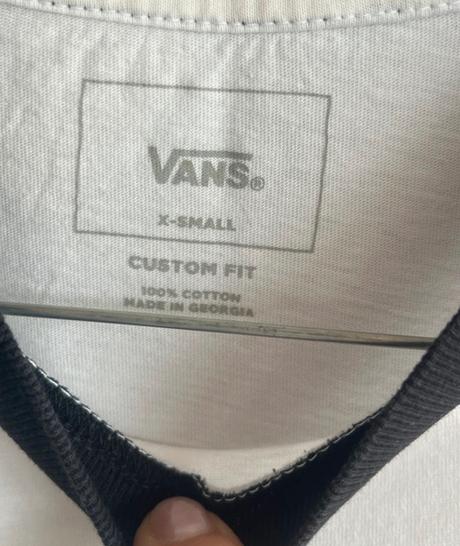 VANS®
X-SMALL
CUSTOM FIT
100% COTTON
MADE IN GEORGIA